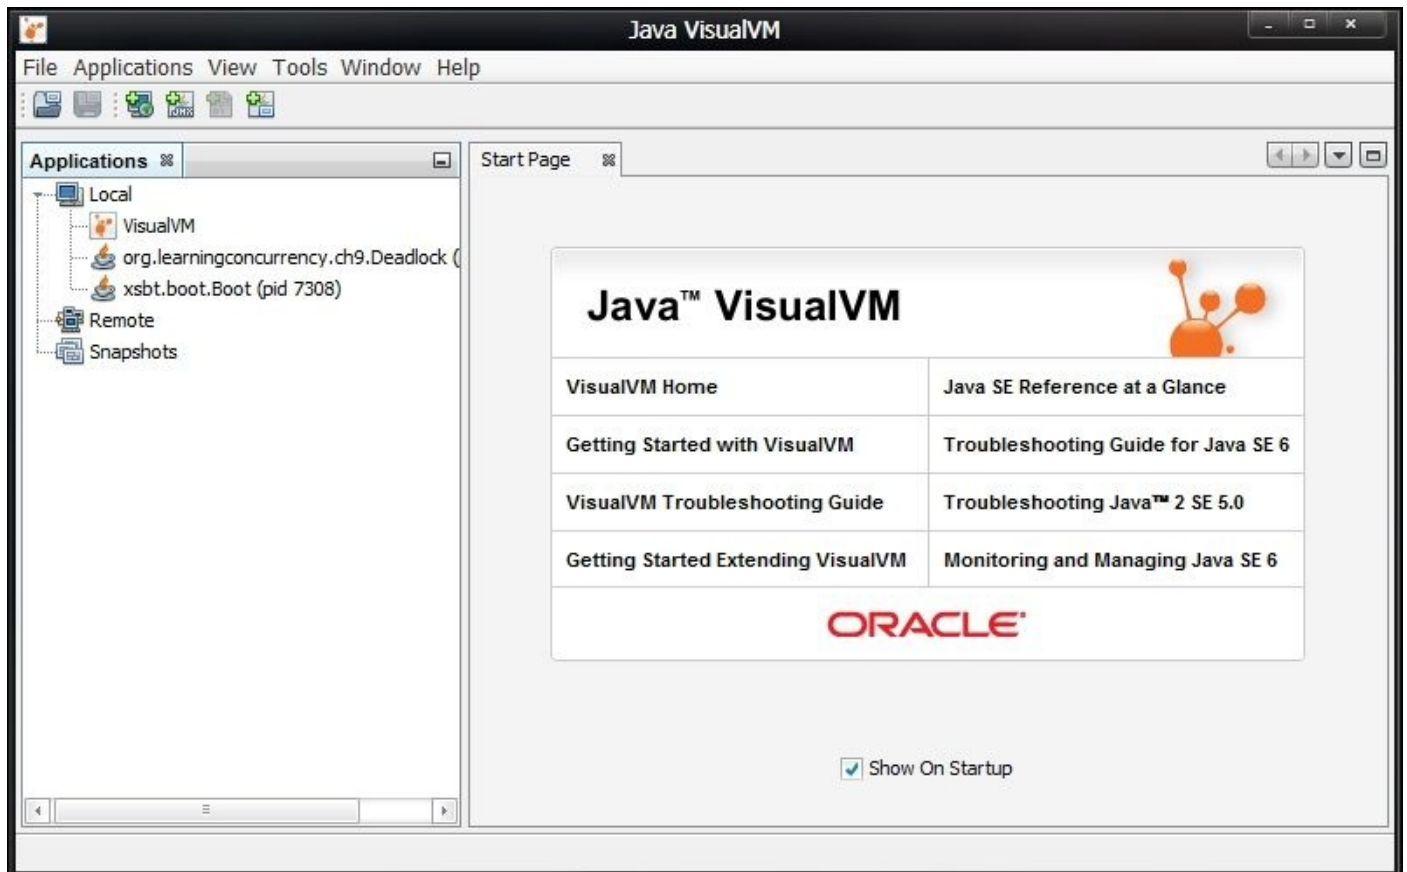 Java VisualVM
File Applications View Tools Window Help
Applications
Local
VisualVM
org.learningconcurrency.ch9.Deadlock (
xsbt.boot.Boot (pid 7308)
Remote
Snapshots
Start Page
Java™ VisualVM
VisualVM Home
Java SE Reference at a Glance
Getting Started with VisualVM
Troubleshooting Guide for Java SE 6
VisualVM Troubleshooting Guide
Troubleshooting Java™ 2 SE 5.0
Getting Started Extending VisualVM
Monitoring and Managing Java SE 6
ORACLE
Show On Startup